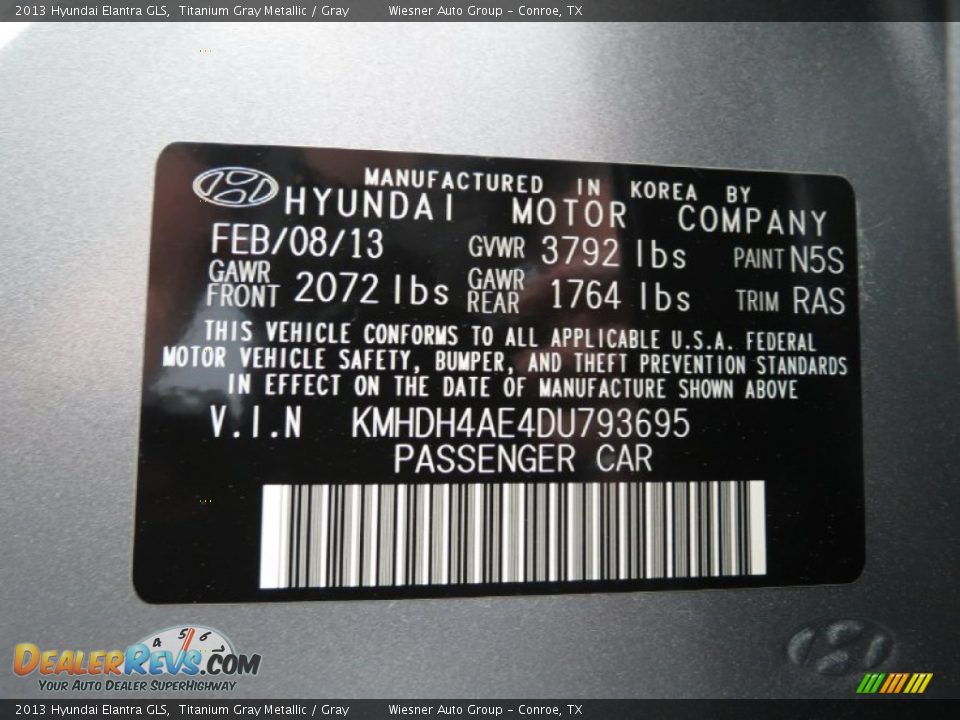 2013 Hyundai Elantra GLS, Titanium Gray Metallic / Gray Wiesner Auto Group - Conroe, TX
MANUFACTURED IN KOREA BY
HYUNDAI MOTOR COMPANY
FEB/08/13 GVWR 3792 lbs PAINT N5S
GAWR FRONT 2072 lbs GAWR REAR 1764 lbs TRIM RAS
THIS VEHICLE CONFORMS TO ALL APPLICABLE U.S.A. FEDERAL
MOTOR VEHICLE SAFETY, BUMPER, AND THEFT PREVENTION STANDARDS
IN EFFECT ON THE DATE OF MANUFACTURE SHOWN ABOVE
V.I.N KMHDH4AE4DU793695
PASSENGER CAR
4 5 6 7
DEALERREVS.COM
YOUR AUTO DEALER SUPERHIGHWAY
2013 Hyundai Elantra GLS, Titanium Gray Metallic / Gray Wiesner Auto Group - Conroe, TX